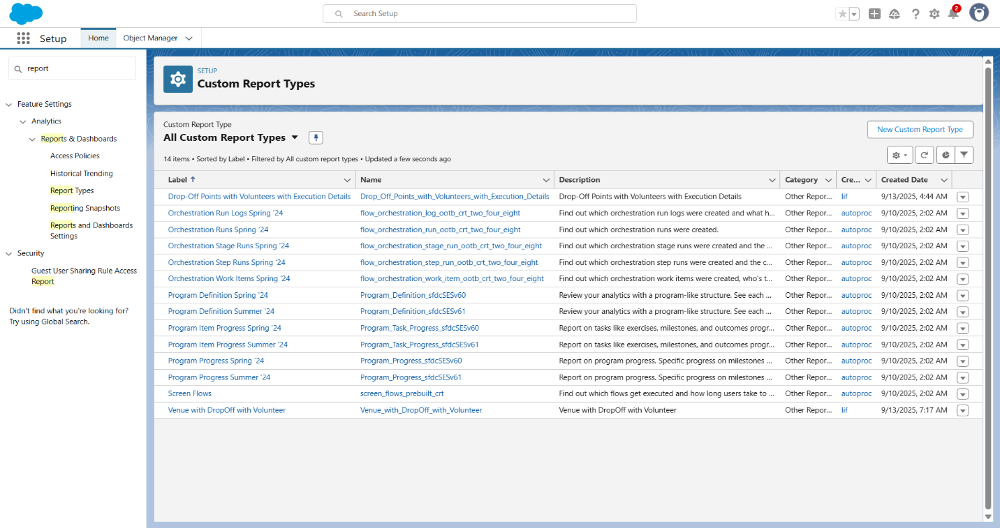 Search Setup
2
Setup
Home
Object Manager
report
Feature Settings
Analytics
Reports & Dashboards
Access Policies
Historical Trending
Report Types
Reporting Snapshots
Reports and Dashboards
Settings
Security
Guest User Sharing Rule Access
Report
Didn't find what you're looking for?
Try using Global Search.
SETUP
Custom Report Types
Custom Report Type
All Custom Report Types
New Custom Report Type
14 items • Sorted by Label • Filtered by All custom report types • Updated a few seconds ago
Label Name Description Category Cre... Created Date
Drop-Off Points with Volunteers with Execution Details Drop_Off_Points_with_Volunteers_with_Execution_Details Drop-Off Points with Volunteers with Execution Details Other Repor... lif 9/13/2025, 4:44 AM
Orchestration Run Logs Spring '24 flow_orchestration_log_ootb_crt_two_four_eight Find out which orchestration run logs were created and what h... Other Repor... autoproc 9/10/2025, 2:02 AM
Orchestration Runs Spring '24 flow_orchestration_run_ootb_crt_two_four_eight Find out which orchestration runs were created. Other Repor... autoproc 9/10/2025, 2:02 AM
Orchestration Stage Runs Spring '24 flow_orchestration_stage_run_ootb_crt_two_four_eight Find out which orchestration stage runs were created and the ... Other Repor... autoproc 9/10/2025, 2:02 AM
Orchestration Step Runs Spring '24 flow_orchestration_step_run_ootb_crt_two_four_eight Find out which orchestration step runs were created and the c... Other Repor... autoproc 9/10/2025, 2:02 AM
Orchestration Work Items Spring '24 flow_orchestration_work_item_ootb_crt_two_four_eight Find out which orchestration work items were created, who's t... Other Repor... autoproc 9/10/2025, 2:02 AM
Program Definition Spring '24 Program_Definition_sfdcSESv60 Review your analytics with a program-like structure. See each ... Other Repor... autoproc 9/10/2025, 2:02 AM
Program Definition Summer '24 Program_Definition_sfdcSESv61 Review your analytics with a program-like structure. See each ... Other Repor... autoproc 9/10/2025, 2:02 AM
Program Item Progress Spring '24 Program_Task_Progress_sfdcSESv60 Report on tasks like exercises, milestones, and outcomes progr... Other Repor... autoproc 9/10/2025, 2:02 AM
Program Item Progress Summer '24 Program_Task_Progress_sfdcSESv61 Report on tasks like exercises, milestones, and outcomes progr... Other Repor... autoproc 9/10/2025, 2:02 AM
Program Progress Spring '24 Program_Progress_sfdcSESv60 Report on program progress. Specific progress on milestones ... Other Repor... autoproc 9/10/2025, 2:02 AM
Program Progress Summer '24 Program_Progress_sfdcSESv61 Report on program progress. Specific progress on milestones ... Other Repor... autoproc 9/10/2025, 2:02 AM
Screen Flows screen_flows_prebuilt_crt Find out which flows get executed and how long users take to ... Other Repor... autoproc 9/10/2025, 2:02 AM
Venue with DropOff with Volunteer Venue_with_DropOff_with_Volunteer Venue with DropOff with Volunteer Other Repor... lif 9/13/2025, 7:17 AM